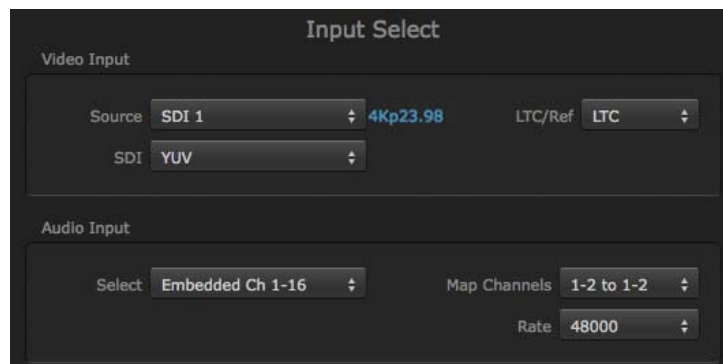 Input Select
Video Input
Source SDI 1 4Kp23.98 LTC/Ref LTC
SDI YUV
Audio Input
Select Embedded Ch 1-16 Map Channels 1-2 to 1-2
Rate 48000